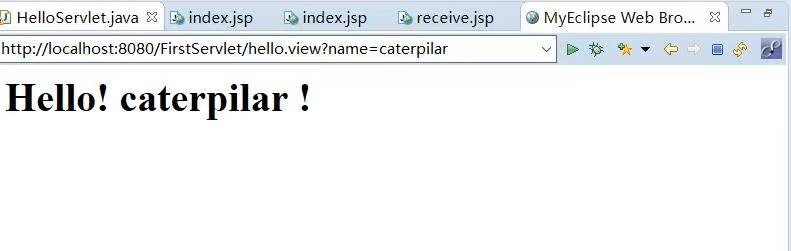 HelloServlet.java index.jsp index.jsp receive.jsp MyEclipse Web Bro...
http://localhost:8080/FirstServlet/hello.view?name=caterpilar
Hello! caterpilar !